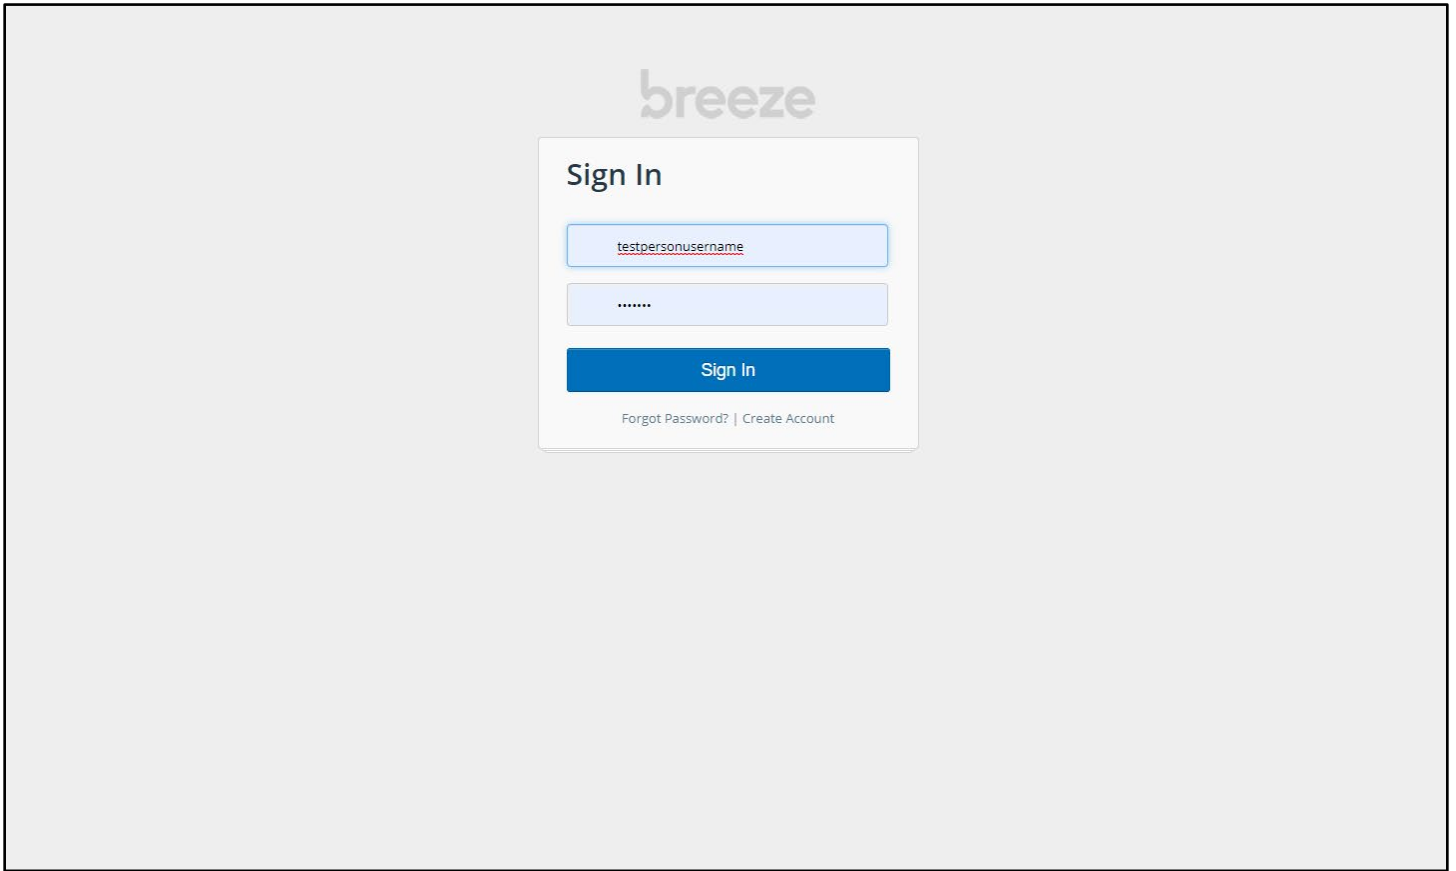 breeze
Sign In
testpersonusername
•••••••
Sign In
Forgot Password? | Create Account